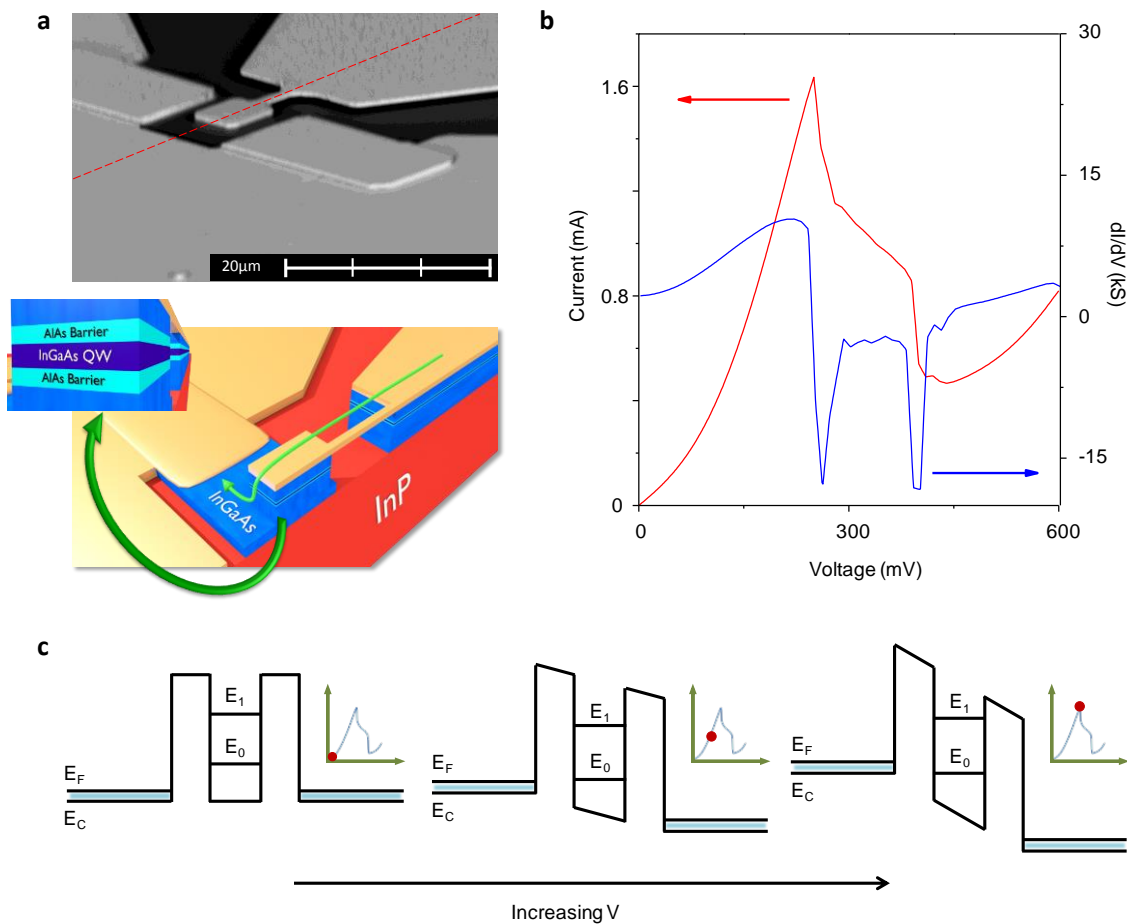 a
20μm
AlAs Barrier
InGaAs QW
AlAs Barrier
InGaAs
InP
b
Current (mA)
1.6
0.8
0
0
300
600
Voltage (mV)
30
15
0
-15
dI/dV (kS)
c
E1
E0
EF
EC
E1
E0
EF
EC
E1
E0
EF
EC
Increasing V